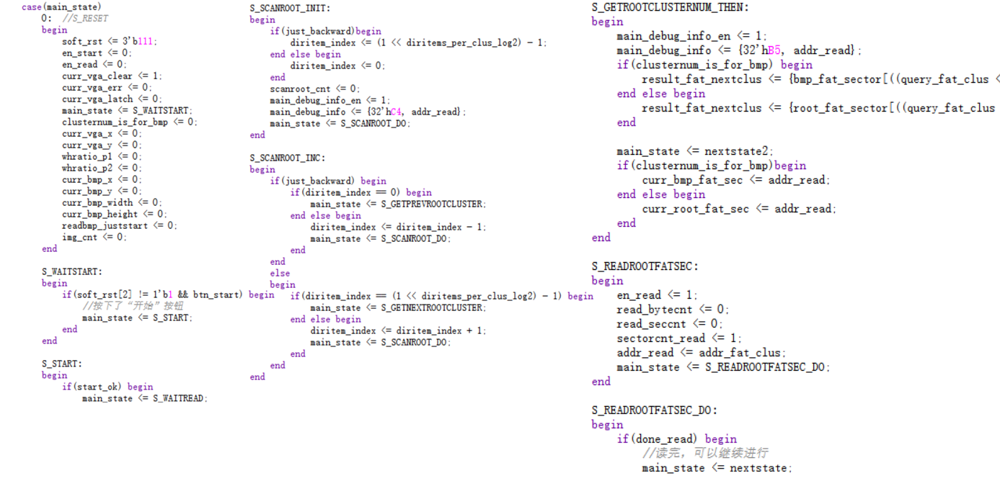 case(main_state)
0: //S_RESET
begin
soft_rst <= 3'b111;
en_start <= 0;
en_read <= 0;
curr_vga_clear <= 1;
curr_vga_err <= 0;
curr_vga_latch <= 0;
main_state <= S_WAITSTART;
clusternum_is_for_bmp <= 0;
curr_vga_x <= 0;
curr_vga_y <= 0;
whratio_p1 <= 0;
whratio_p2 <= 0;
curr_bmp_x <= 0;
curr_bmp_y <= 0;
curr_bmp_width <= 0;
curr_bmp_height <= 0;
readbmp_juststart <= 0;
img_cnt <= 0;
end
S_WAITSTART:
begin
if(soft_rst[2] != 1'b1 && btn_start) begin
//按下了“开始”按钮
main_state <= S_START;
end
end
S_START:
begin
if(start_ok) begin
main_state <= S_WAITREAD;
S_SCANROOT_INIT:
begin
if(just_backward)begin
diritem_index <= (1 << diritems_per_clus_log2) - 1;
end else begin
diritem_index <= 0;
end
scanroot_cnt <= 0;
main_debug_info_en <= 1;
main_debug_info <= {32'hC4, addr_read};
main_state <= S_SCANROOT_DO;
end
S_SCANROOT_INC:
begin
if(just_backward) begin
if(diritem_index == 0) begin
main_state <= S_GETPREVROOTCLUSTER;
end else begin
diritem_index <= diritem_index - 1;
main_state <= S_SCANROOT_DO;
end
end
else
begin
if(diritem_index == (1 << diritems_per_clus_log2) - 1) begin
main_state <= S_GETNEXTROOTCLUSTER;
end else begin
diritem_index <= diritem_index + 1;
main_state <= S_SCANROOT_DO;
end
end
end
S_GETROOTCLUSTERNUM_THEN:
begin
main_debug_info_en <= 1;
main_debug_info <= {32'hB5, addr_read};
if(clusternum_is_for_bmp) begin
result_fat_nextclus <= {bmp_fat_sector[((query_fat_clus <
end else begin
result_fat_nextclus <= {root_fat_sector[((query_fat_clus
end
main_state <= nextstate2;
if(clusternum_is_for_bmp)begin
curr_bmp_fat_sec <= addr_read;
end else begin
curr_root_fat_sec <= addr_read;
end
end
S_READROOTFATSEC:
begin
en_read <= 1;
read_bytecnt <= 0;
read_seccnt <= 0;
sectorcnt_read <= 1;
addr_read <= addr_fat_clus;
main_state <= S_READROOTFATSEC_DO;
end
S_READROOTFATSEC_DO:
begin
if(done_read) begin
//读完，可以继续进行
main_state <= nextstate;